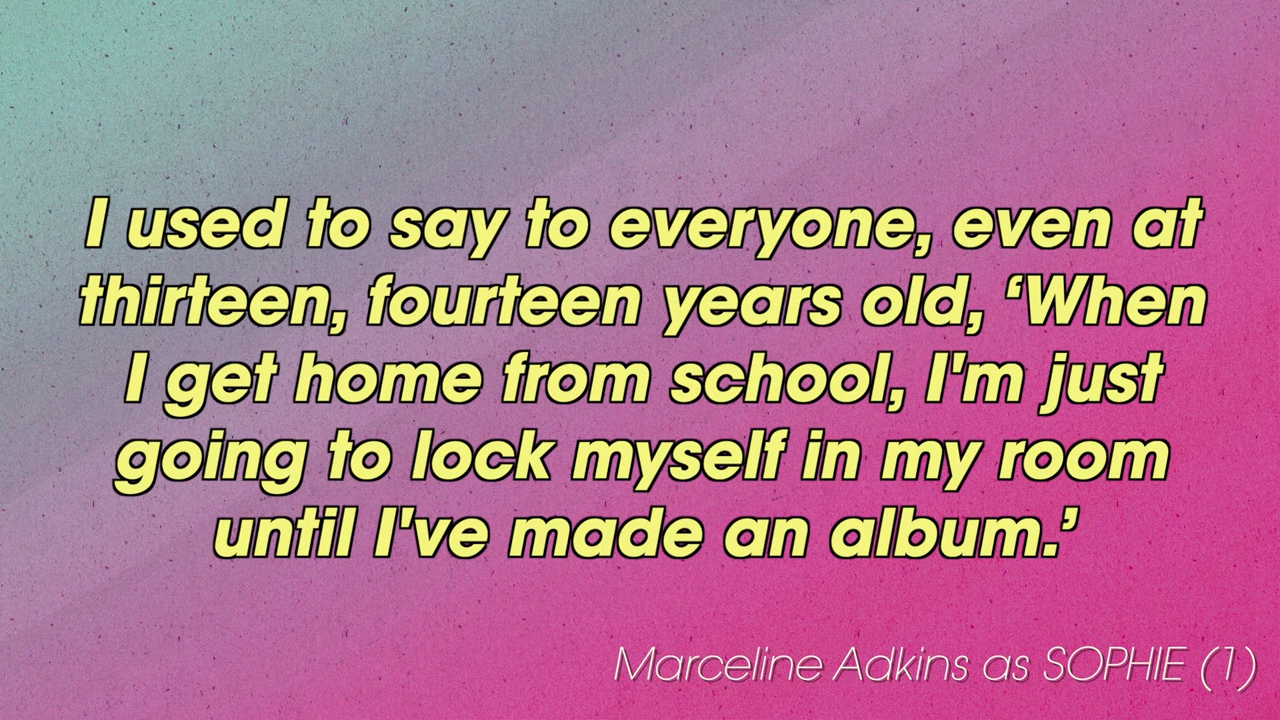 I used to say to everyone, even at
thirteen, fourteen years old, ‘When
I get home from school, I'm just
going to lock myself in my room
until I've made an album.’
Marceline Adkins as SOPHIE (1)